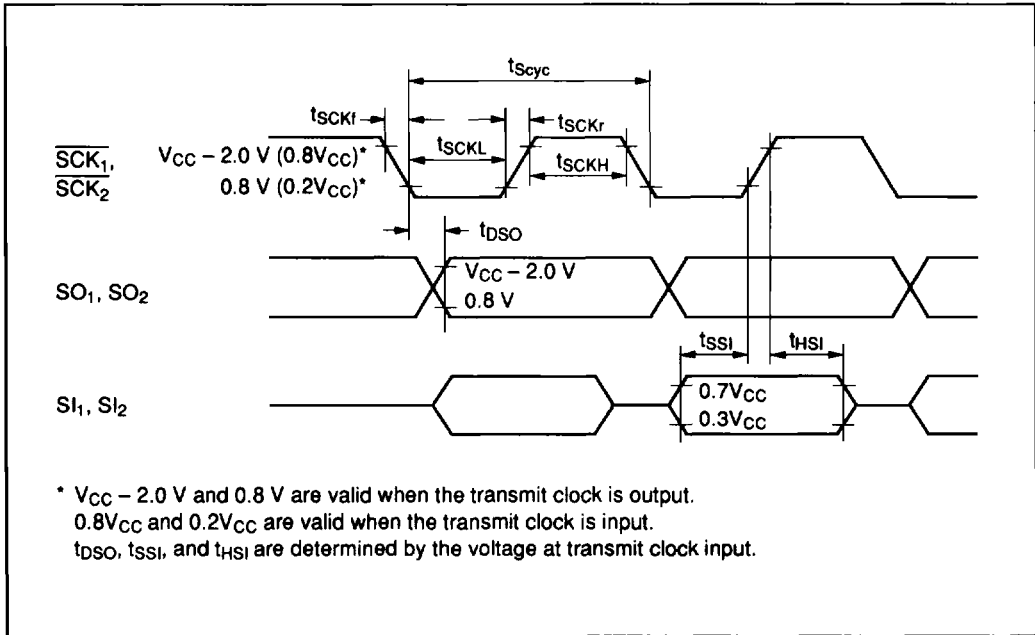 tScyc
tSCKf
tSCKr
tSCKL
tSCKH
SCK1, VCC – 2.0 V (0.8VCC)*
SCK2 0.8 V (0.2VCC)*
tDSO
SO1, SO2
VCC – 2.0 V
0.8 V
tSSI tHSI
SI1, SI2
0.7VCC
0.3VCC
* VCC – 2.0 V and 0.8 V are valid when the transmit clock is output.
0.8VCC and 0.2VCC are valid when the transmit clock is input.
tDSO, tSSI, and tHSI are determined by the voltage at transmit clock input.